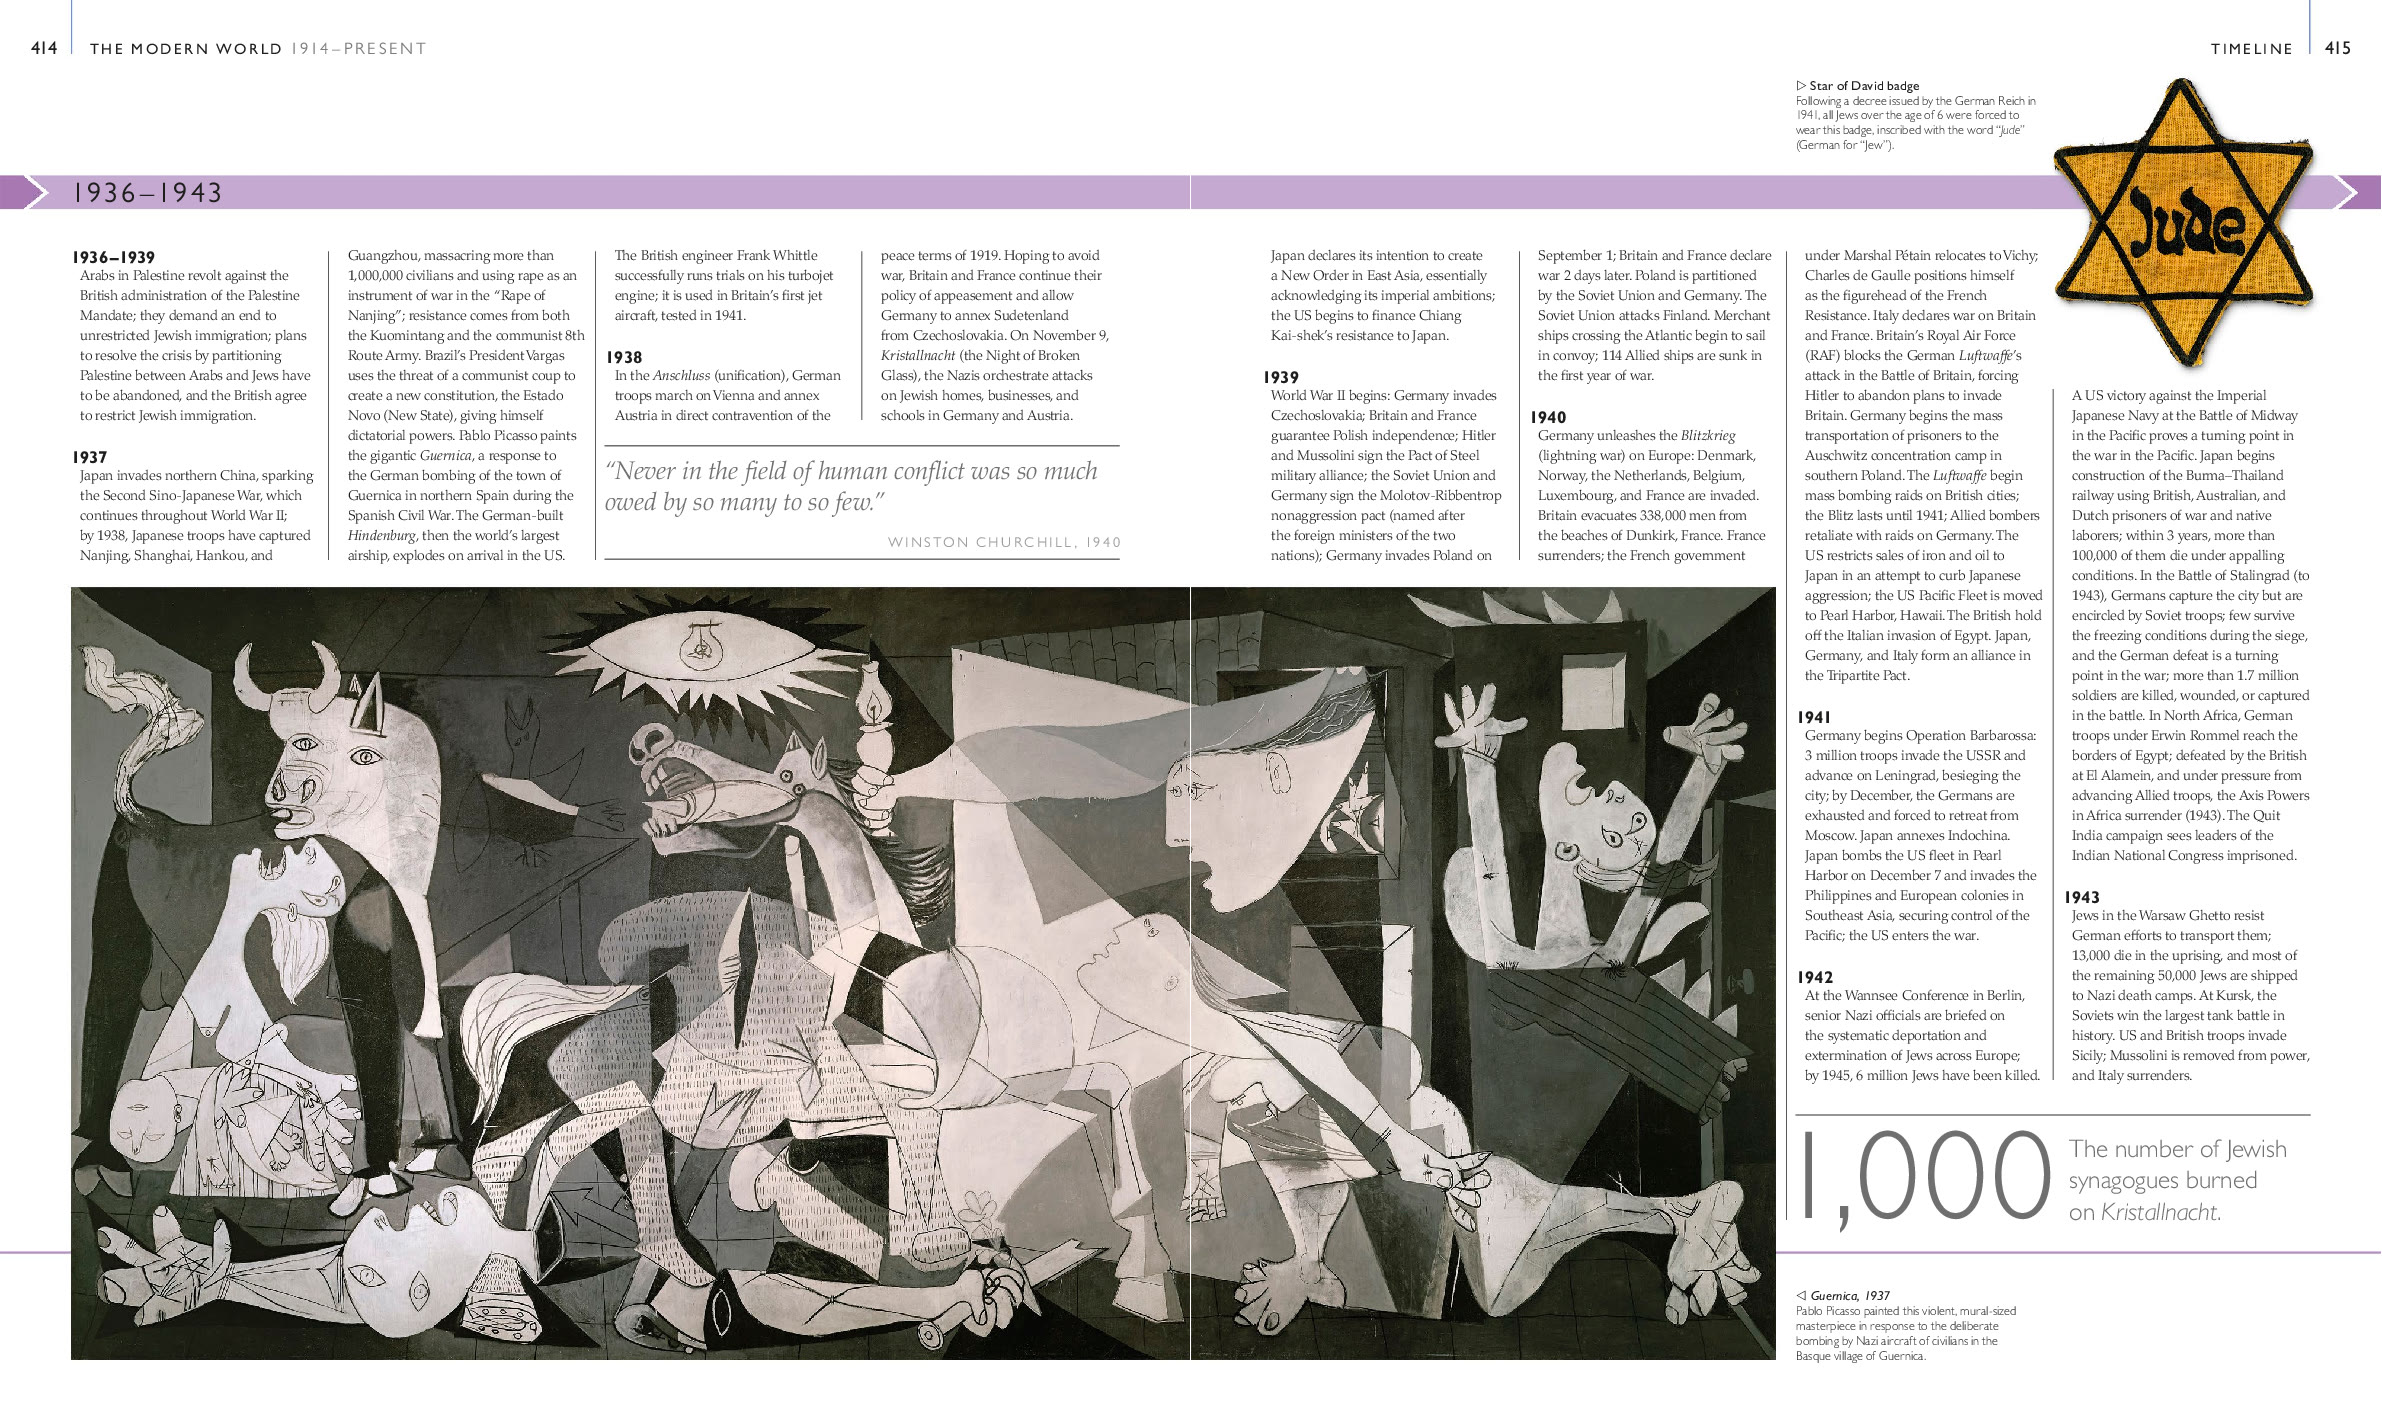 414
THE MODERN WORLD 1914–PRESENT
TIMELINE
415
▷ Star of David badge
Following a decree issued by the German Reich in
1941, all Jews over the age of 6 were forced to
wear this badge, inscribed with the word “Jude”
(German for “Jew”).
Jude
1936–1943
1936–1939
Arabs in Palestine revolt against the
British administration of the Palestine
Mandate; they demand an end to
unrestricted Jewish immigration; plans
to resolve the crisis by partitioning
Palestine between Arabs and Jews have
to be abandoned, and the British agree
to restrict Jewish immigration.
1937
Japan invades northern China, sparking
the Second Sino-Japanese War, which
continues throughout World War II;
by 1938, Japanese troops have captured
Nanjing, Shanghai, Hankou, and
Guangzhou, massacring more than
1,000,000 civilians and using rape as an
instrument of war in the “Rape of
Nanjing”; resistance comes from both
the Kuomintang and the communist 8th
Route Army. Brazil’s President Vargas
uses the threat of a communist coup to
create a new constitution, the Estado
Novo (New State), giving himself
dictatorial powers. Pablo Picasso paints
the gigantic Guernica, a response to
the German bombing of the town of
Guernica in northern Spain during the
Spanish Civil War. The German-built
Hindenburg, then the world’s largest
airship, explodes on arrival in the US.
The British engineer Frank Whittle
successfully runs trials on his turbojet
engine; it is used in Britain’s first jet
aircraft, tested in 1941.
1938
In the Anschluss (unification), German
troops march on Vienna and annex
Austria in direct contravention of the
peace terms of 1919. Hoping to avoid
war, Britain and France continue their
policy of appeasement and allow
Germany to annex Sudetenland
from Czechoslovakia. On November 9,
Kristallnacht (the Night of Broken
Glass), the Nazis orchestrate attacks
on Jewish homes, businesses, and
schools in Germany and Austria.
“Never in the field of human conflict was so much
owed by so many to so few.”
WINSTON CHURCHILL, 1940
Japan declares its intention to create
a New Order in East Asia, essentially
acknowledging its imperial ambitions;
the US begins to finance Chiang
Kai-shek’s resistance to Japan.
1939
World War II begins: Germany invades
Czechoslovakia; Britain and France
guarantee Polish independence; Hitler
and Mussolini sign the Pact of Steel
military alliance; the Soviet Union and
Germany sign the Molotov-Ribbentrop
nonaggression pact (named after
the foreign ministers of the two
nations); Germany invades Poland on
September 1; Britain and France declare
war 2 days later. Poland is partitioned
by the Soviet Union and Germany. The
Soviet Union attacks Finland. Merchant
ships crossing the Atlantic begin to sail
in convoy; 114 Allied ships are sunk in
the first year of war.
1940
Germany unleashes the Blitzkrieg
(lightning war) on Europe: Denmark,
Norway, the Netherlands, Belgium,
Luxembourg, and France are invaded.
Britain evacuates 338,000 men from
the beaches of Dunkirk, France. France
surrenders; the French government
under Marshal Pétain relocates to Vichy;
Charles de Gaulle positions himself
as the figurehead of the French
Resistance. Italy declares war on Britain
and France. Britain’s Royal Air Force
(RAF) blocks the German Luftwaffe’s
attack in the Battle of Britain, forcing
Hitler to abandon plans to invade
Britain. Germany begins the mass
transportation of prisoners to the
Auschwitz concentration camp in
southern Poland. The Luftwaffe begin
mass bombing raids on British cities;
the Blitz lasts until 1941; Allied bombers
retaliate with raids on Germany. The
US restricts sales of iron and oil to
Japan in an attempt to curb Japanese
aggression; the US Pacific Fleet is moved
to Pearl Harbor, Hawaii. The British hold
off the Italian invasion of Egypt. Japan,
Germany, and Italy form an alliance in
the Tripartite Pact.
1941
Germany begins Operation Barbarossa:
3 million troops invade the USSR and
advance on Leningrad, besieging the
city; by December, the Germans are
exhausted and forced to retreat from
Moscow. Japan annexes Indochina.
Japan bombs the US fleet in Pearl
Harbor on December 7 and invades the
Philippines and European colonies in
Southeast Asia, securing control of the
Pacific; the US enters the war.
1942
At the Wannsee Conference in Berlin,
senior Nazi officials are briefed on
the systematic deportation and
extermination of Jews across Europe;
by 1945, 6 million Jews have been killed.
A US victory against the Imperial
Japanese Navy at the Battle of Midway
in the Pacific proves a turning point in
the war in the Pacific. Japan begins
construction of the Burma–Thailand
railway using British, Australian, and
Dutch prisoners of war and native
laborers; within 3 years, more than
100,000 of them die under appalling
conditions. In the Battle of Stalingrad (to
1943), Germans capture the city but are
encircled by Soviet troops; few survive
the freezing conditions during the siege,
and the German defeat is a turning
point in the war; more than 1.7 million
soldiers are killed, wounded, or captured
in the battle. In North Africa, German
troops under Erwin Rommel reach the
borders of Egypt; defeated by the British
at El Alamein, and under pressure from
advancing Allied troops, the Axis Powers
in Africa surrender (1943). The Quit
India campaign sees leaders of the
Indian National Congress imprisoned.
1943
Jews in the Warsaw Ghetto resist
German efforts to transport them;
13,000 die in the uprising, and most of
the remaining 50,000 Jews are shipped
to Nazi death camps. At Kursk, the
Soviets win the largest tank battle in
history. US and British troops invade
Sicily; Mussolini is removed from power,
and Italy surrenders.
1,000
The number of Jewish
synagogues burned
on Kristallnacht.
◁ Guernica, 1937
Pablo Picasso painted this violent, mural-sized
masterpiece in response to the deliberate
bombing by Nazi aircraft of civilians in the
Basque village of Guernica.